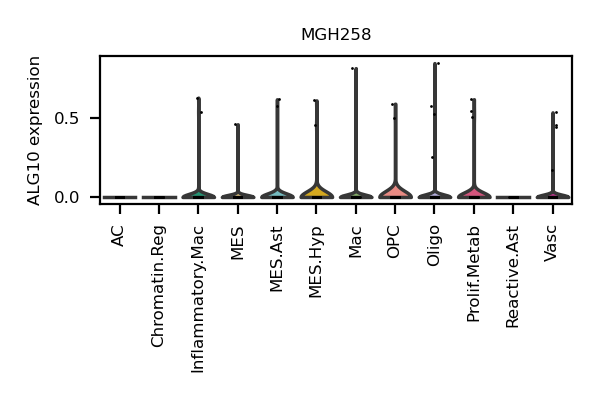 MGH258
ALG10 expression
0.5
0.0
AC
Chromatin.Reg
Inflammatory.Mac
MES
MES.Ast
MES.Hyp
Mac
OPC
Oligo
Prolif.Metab
Reactive.Ast
Vasc